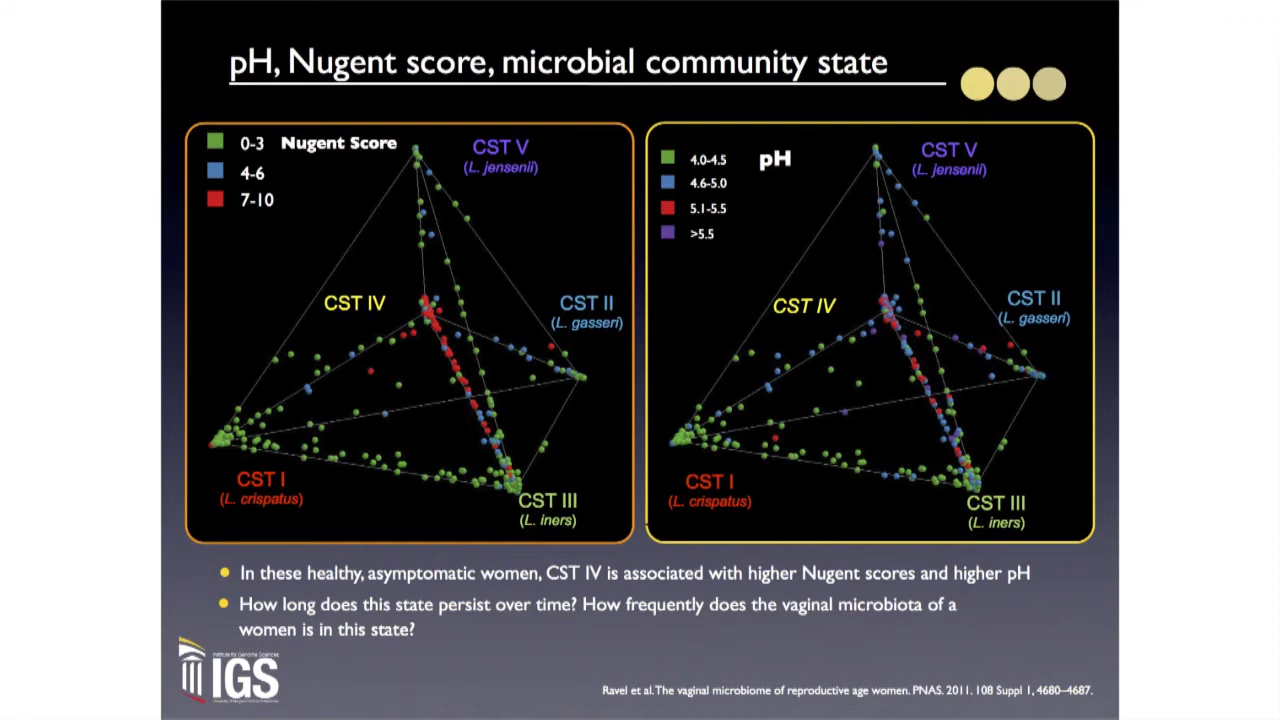 pH, Nugent score, microbial community state
0-3 Nugent Score
4-6
7-10
CST V
(L. jensenii)
CST IV
CST II
(L. gasseri)
CST I
(L. crispatus)
CST III
(L. iners)
4.0-4.5
pH
4.6-5.0
5.1-5.5
>5.5
CST V
(L. jensenii)
CST IV
CST II
(L. gasseri)
CST I
(L. crispatus)
CST III
(L. iners)
In these healthy, asymptomatic women, CST IV is associated with higher Nugent scores and higher pH
How long does this state persist over time? How frequently does the vaginal microbiota of a
women is in this state?
Institute for Genome Sciences
IGS
Ravel et al. The vaginal microbiome of reproductive age women. PNAS. 2011. 108 Suppl 1, 4680–4687.